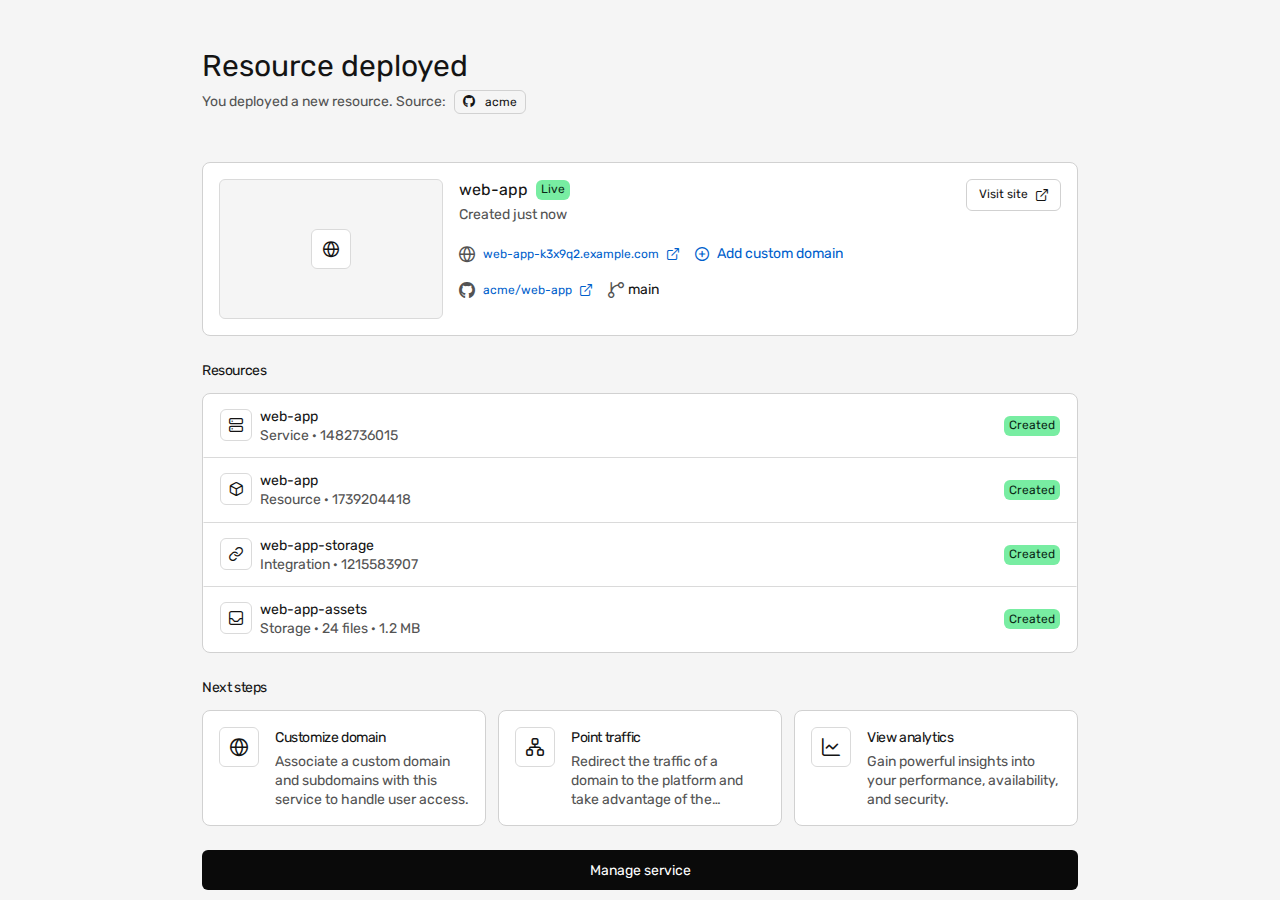 Resource deployed
You deployed a new resource. Source: acme
web-app Live
Visit site
Created just now
web-app-k3x9q2.example.com Add custom domain
acme/web-app main
Resources
web-app
Service • 1482736015
Created
web-app
Resource • 1739204418
Created
web-app-storage
Integration • 1215583907
Created
web-app-assets
Storage • 24 files • 1.2 MB
Created
Next steps
Customize domain
Associate a custom domain
and subdomains with this
service to handle user access.
Point traffic
Redirect the traffic of a
domain to the platform and
take advantage of the…
View analytics
Gain powerful insights into
your performance, availability,
and security.
Manage service